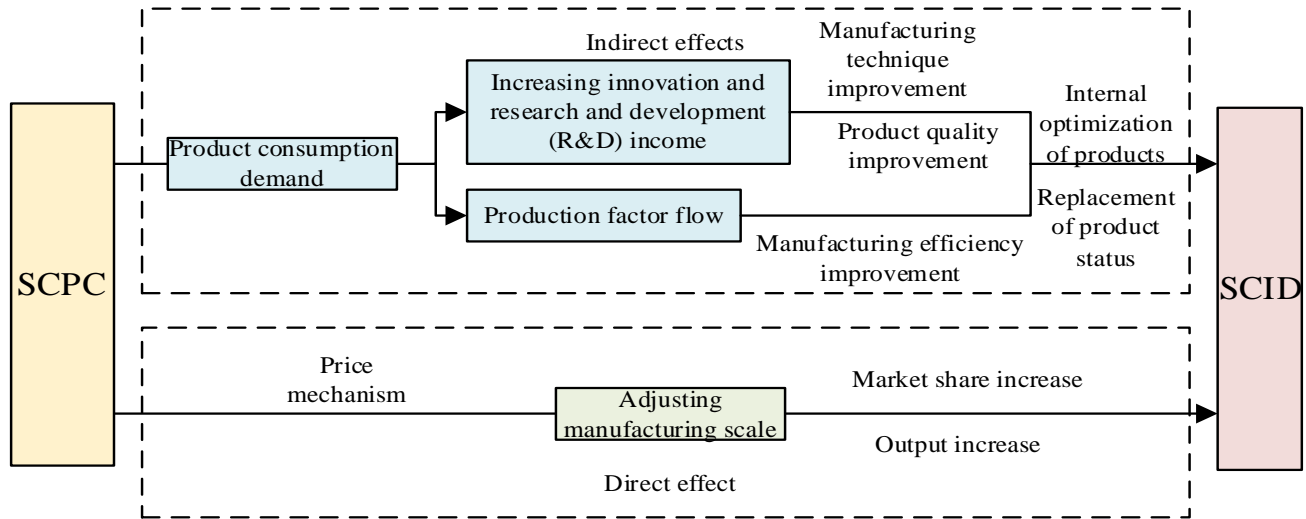 Indirect effects
Manufacturing
technique
improvement
Increasing innovation and
research and development
(R&D) income
Product quality
improvement
Internal
optimization
of products
Product consumption
demand
Production factor flow
Manufacturing efficiency
improvement
Replacement
of product
status
SCPC
SCID
Price
mechanism
Adjusting
manufacturing scale
Market share increase
Output increase
Direct effect